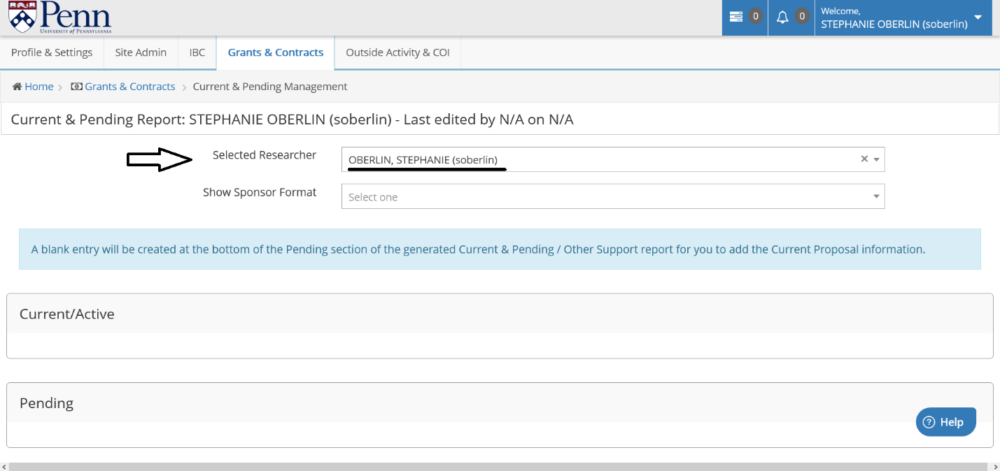 Penn
UNIVERSITY of PENNSYLVANIA
0
0
Welcome,
STEPHANIE OBERLIN (soberlin)
Profile & Settings
Site Admin
IBC
Grants & Contracts
Outside Activity & COI
Home > Grants & Contracts > Current & Pending Management
Current & Pending Report: STEPHANIE OBERLIN (soberlin) - Last edited by N/A on N/A
Selected Researcher
OBERLIN, STEPHANIE (soberlin)
Show Sponsor Format
Select one
A blank entry will be created at the bottom of the Pending section of the generated Current & Pending / Other Support report for you to add the Current Proposal information.
Current/Active
Pending
Help